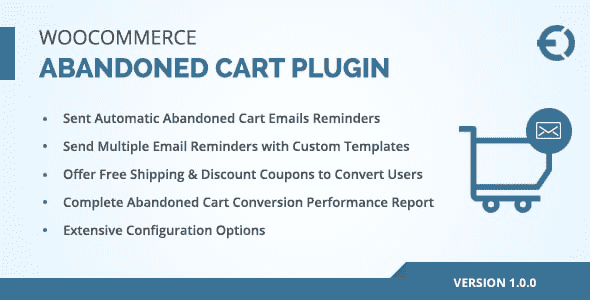 WOOCOMMERCE
ABANDONED CART PLUGIN
• Sent Automatic Abandoned Cart Emails Reminders
• Send Multiple Email Reminders with Custom Templates
• Offer Free Shipping & Discount Coupons to Convert Users
• Complete Abandoned Cart Conversion Performance Report
• Extensive Configuration Options
VERSION 1.0.0